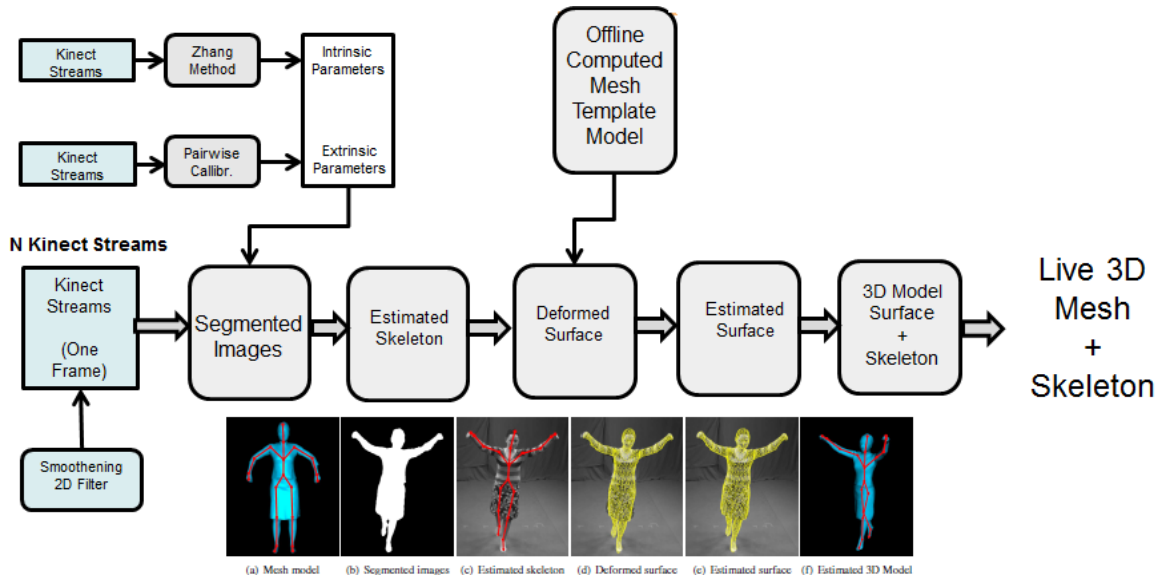 Kinect
Streams
Zhang
Method
Intrinsic
Parameters
Kinect
Streams
Pairwise
Callibr.
Extrinsic
Parameters
Offline
Computed
Mesh
Template
Model
N Kinect Streams
Kinect
Streams
(One
Frame)
Segmented
Images
Estimated
Skeleton
Deformed
Surface
Estimated
Surface
3D Model
Surface
+
Skeleton
Live 3D
Mesh
+
Skeleton
Smoothening
2D Filter
(a) Mesh model
(b) Segmented images
(c) Estimated skeleton
(d) Deformed surface
(e) Estimated surface
(f) Estimated 3D Model